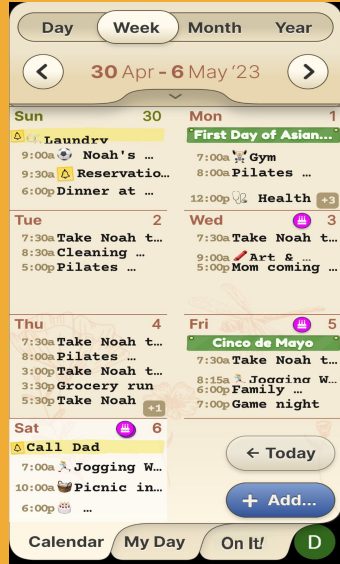 Day Week Month Year
30 Apr - 6 May '23
Sun 30
Laundry
9:00a Noah's ...
9:30a Reservatio...
6:00p Dinner at ...
Mon 1
First Day of Asian...
7:00a Gym
8:00a Pilates ...
12:00p Health +3
Tue 2
7:30a Take Noah t...
8:30a Cleaning ...
5:00p Pilates ...
Wed 3
7:30a Take Noah t...
9:00a Art & ...
5:00p Mom coming ...
Thu 4
7:30a Take Noah t...
8:00a Pilates ...
3:00p Take Noah t...
3:30p Grocery run
5:30p Take Noah
+1
Fri 5
Cinco de Mayo
7:30a Take Noah t...
8:15a Jogging W...
6:00p Family ...
7:00p Game night
Sat 6
Call Dad
7:00a Jogging W...
10:00a Picnic in...
6:00p ...
← Today
+ Add...
Calendar My Day On It! D